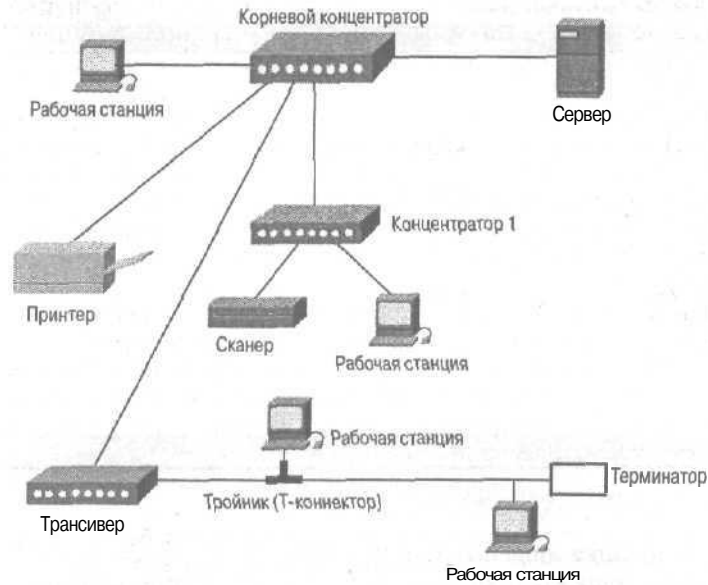 Корневой концентратор
Рабочая станция
Сервер
Концентратор 1
Принтер
Сканер
Рабочая станция
Рабочая станция
Терминатор
Тройник (Т-коннектор)
Трансивер
Рабочая станция